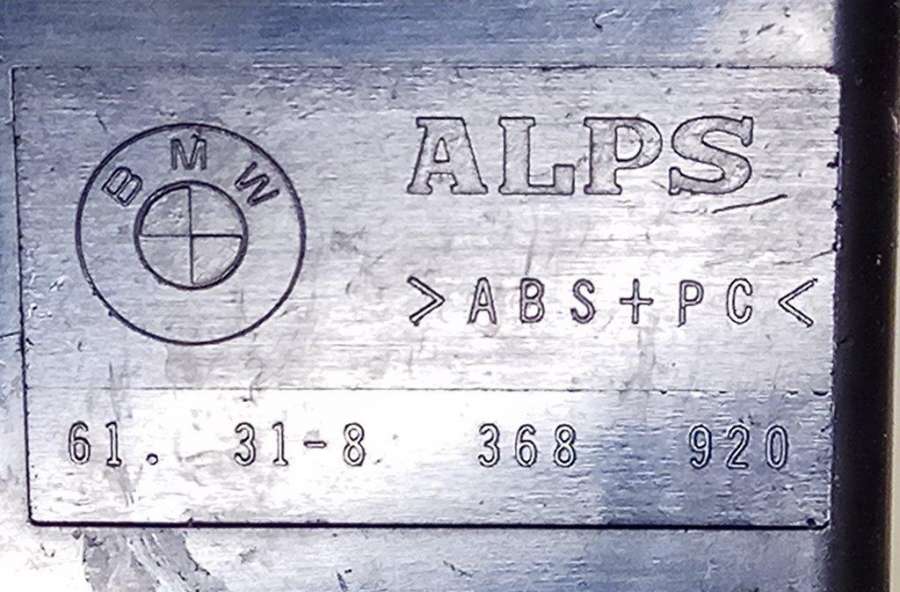 BMW
ALPS
>ABS+PC<
61. 31-8 368 920